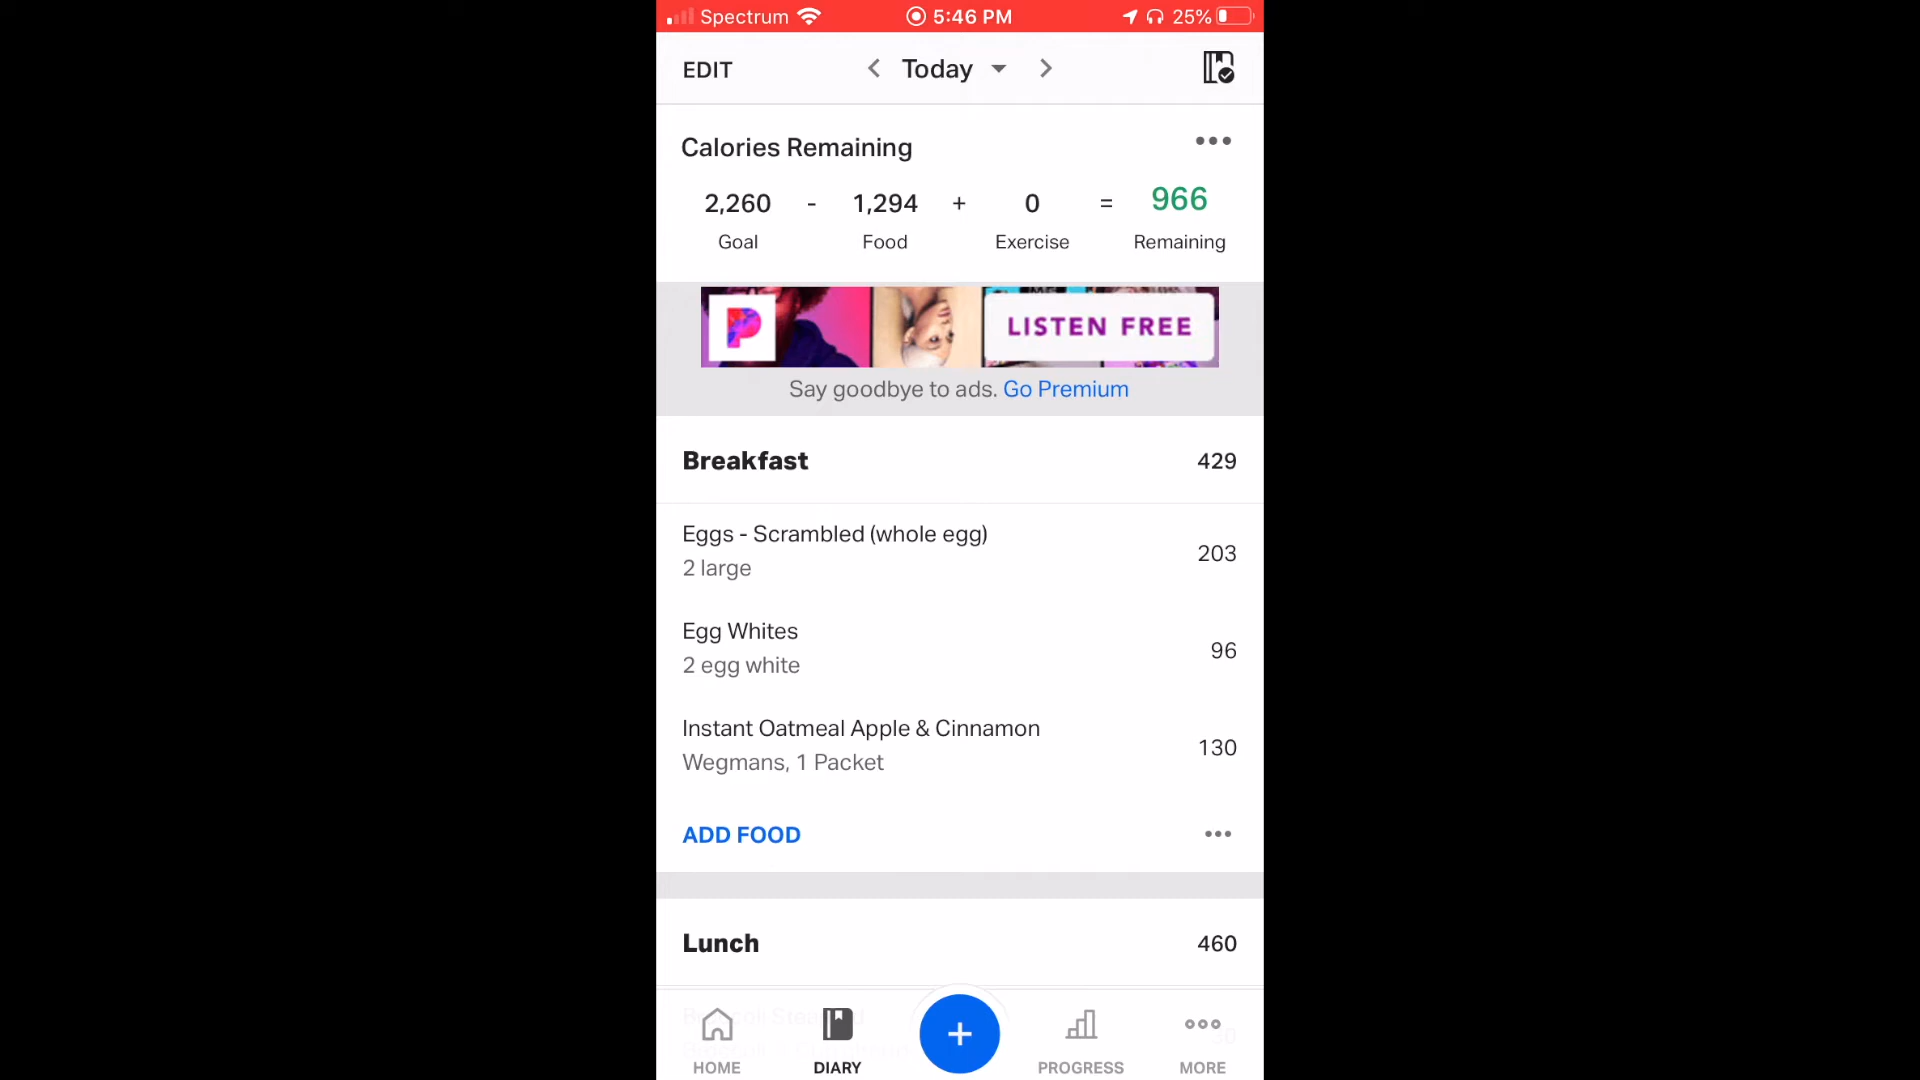 Spectrum 5:46 PM 25%
EDIT Today
Calories Remaining
2,260 - 1,294 + 0 = 966
Goal Food Exercise Remaining
P LISTEN FREE
Say goodbye to ads. Go Premium
Breakfast 429
Eggs - Scrambled (whole egg)
2 large
203
Egg Whites
2 egg white
96
Instant Oatmeal Apple & Cinnamon
Wegmans, 1 Packet
130
ADD FOOD
Lunch 460
HOME DIARY + PROGRESS MORE